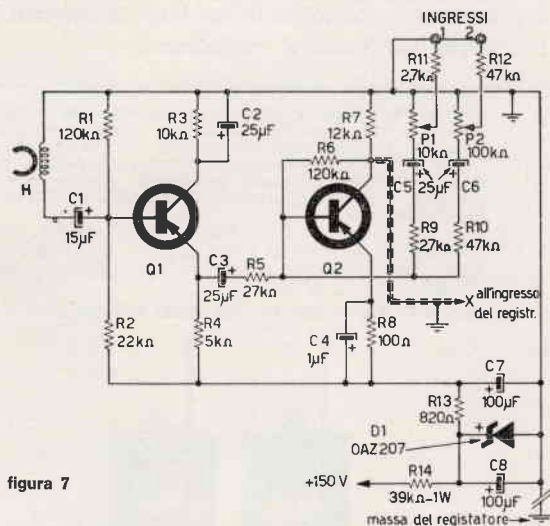 INGRESSI
1 2
R11
2,7kΩ
R12
47kΩ
R1
120kΩ
R3
10kΩ
C2
25μF
R7
12kΩ
R6
120kΩ
P1
10kΩ
P2
100kΩ
H
C1
15μF
Q1
C3
25μF
R5
27kΩ
Q2
C5
25μF
C6
R9
2,7kΩ
R10
47kΩ
R2
22kΩ
R4
5kΩ
C4
1μF
R8
100Ω
X all'ingresso
del registr.
C7
100μF
R13
820Ω
D1
OAZ207
+150V
R14
39kΩ-1W
C8
100μF
massa del registatore
figura 7